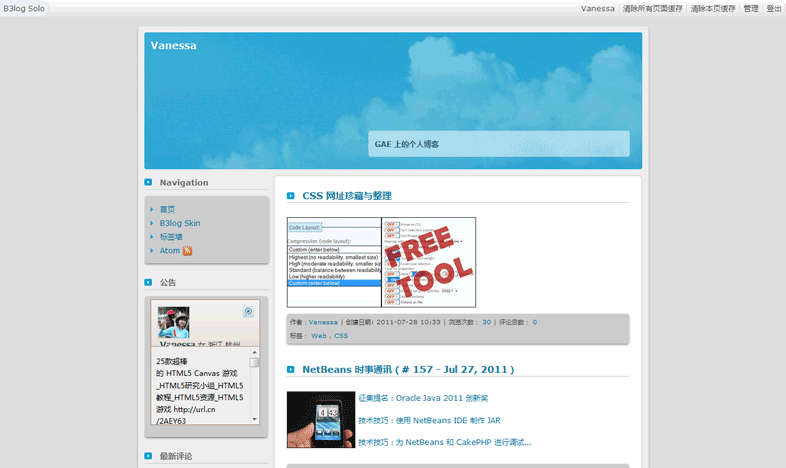 B3log Solo
Vanessa | 清除所有页面缓存 | 清除本页缓存 | 管理 | 登出
Vanessa
GAE 上的个人博客
Navigation
首页
B3log Skin
标签墙
Atom
公告
Vanessa 在 浙江 杭州
25款超棒
的 HTML5 Canvas 游戏
_HTML5研究小组_HTML5
教程_HTML5资源_HTML5
游戏 http://url.cn
/2AEY63
最新评论
CSS 网址珍藏与整理
Code Layout:
Compression (code layout):
Custom (enter below)
Highest (no readability, smallest size)
High (moderate readability, smaller size
Standard (balance between readability
Low (higher readability)
Custom (enter below)
FREE
TOOL
作者：Vanessa | 创建日期：2011-07-28 10:33 | 浏览次数： 30 | 评论总数： 0
标签： Web , CSS
NetBeans 时事通讯 ( # 157 - Jul 27, 2011 )
征集提名：Oracle Java 2011 创新奖
技术技巧：使用 NetBeans IDE 制作 JAR
技术技巧：为 NetBeans 和 CakePHP 进行调试...